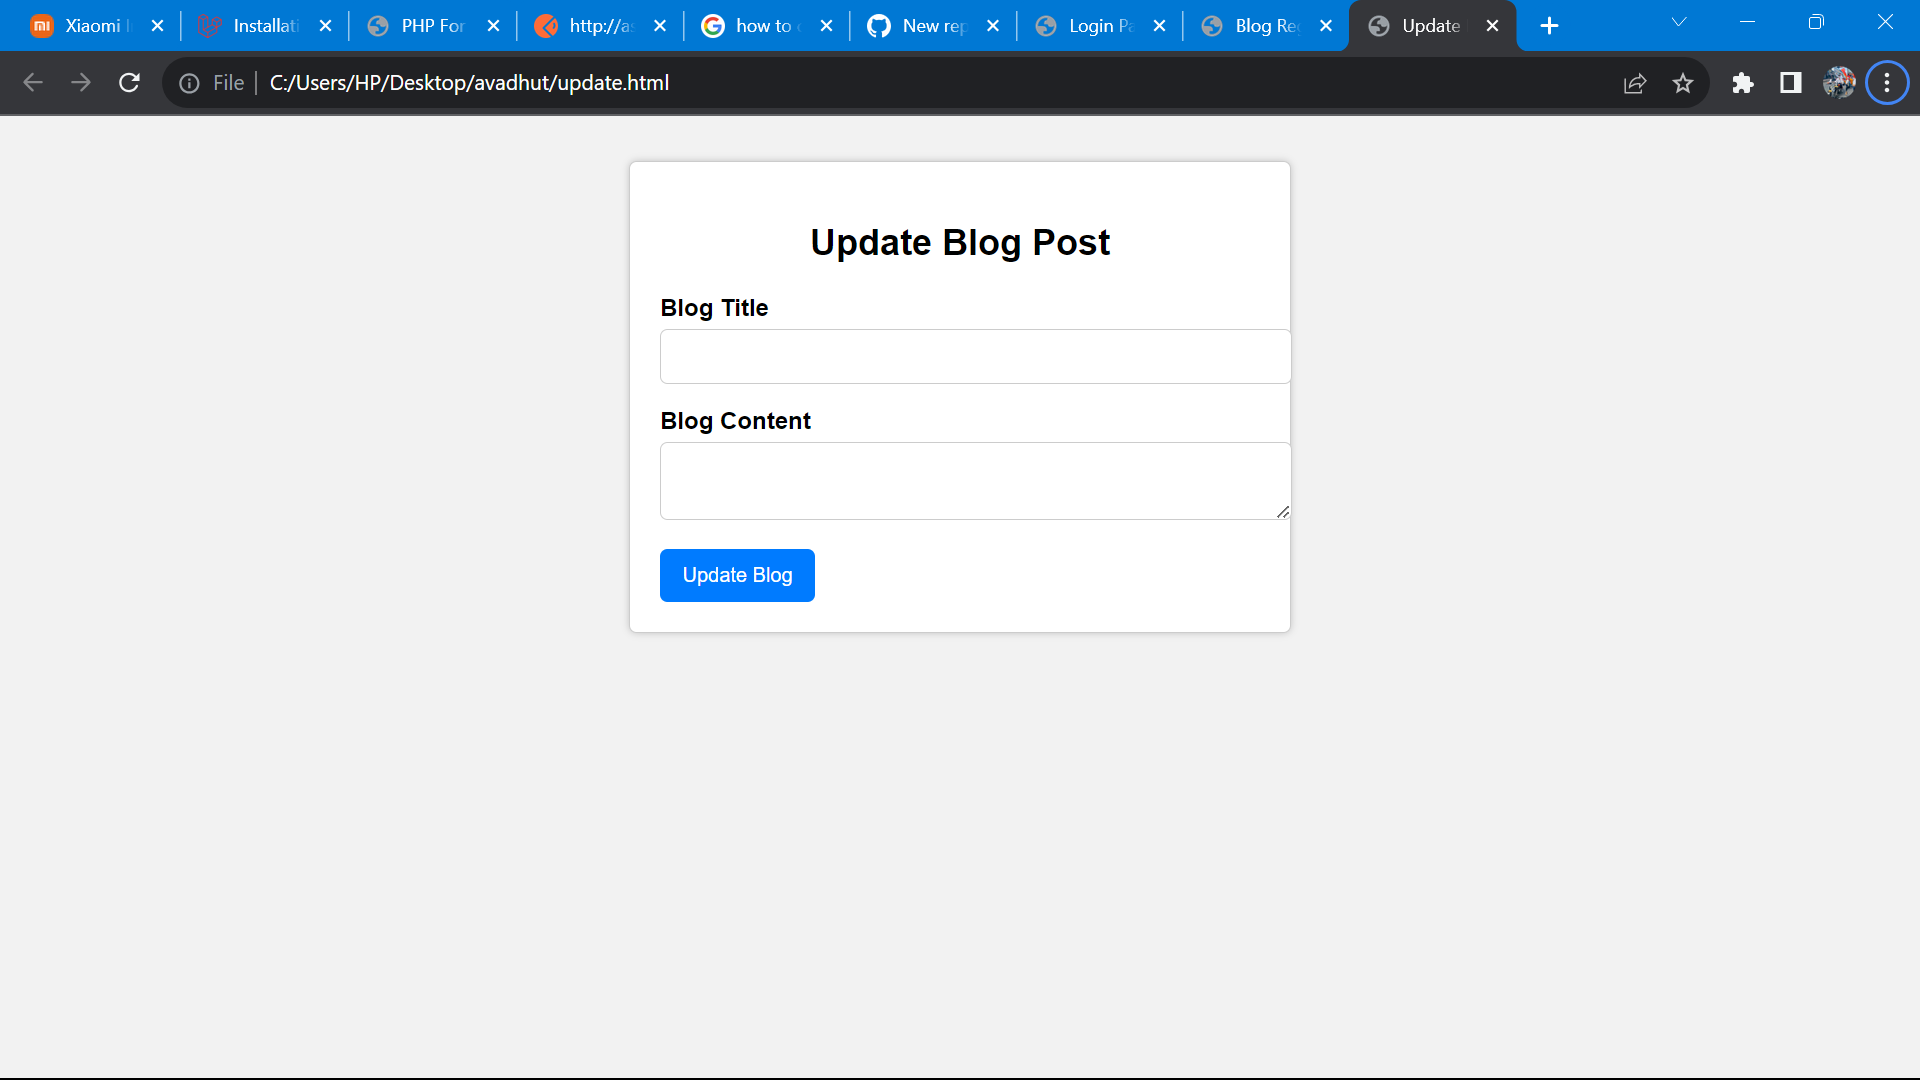 Xiaomi
Installati
PHP For
http://a
how to
New rep
Login Pa
Blog Re
Update
File
C:/Users/HP/Desktop/avadhut/update.html
Update Blog Post
Blog Title
Blog Content
Update Blog